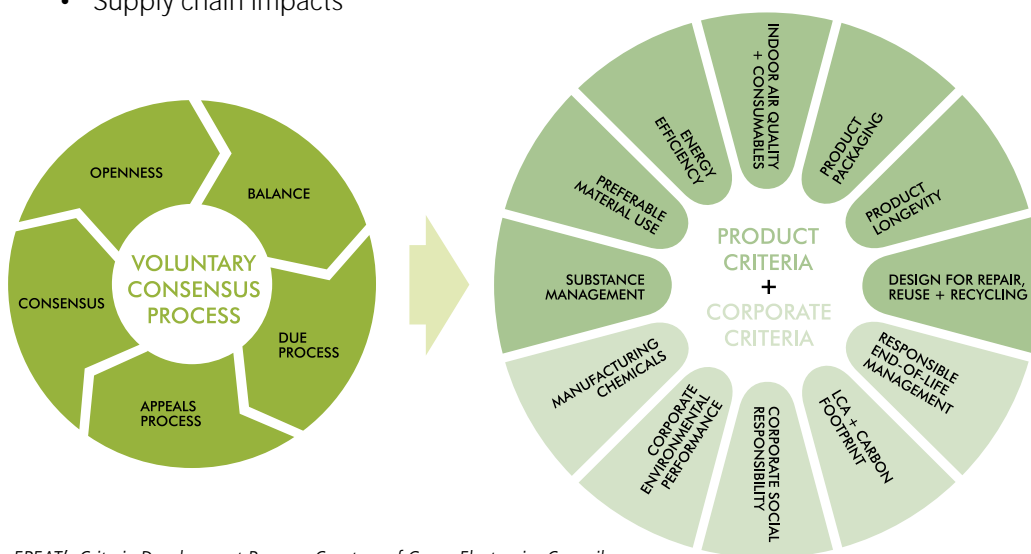 • Supply chain impacts
OPENNESS
BALANCE
DUE
PROCESS
APPEALS
PROCESS
CONSENSUS
VOLUNTARY
CONSENSUS
PROCESS
INDOOR AIR QUALITY
+ CONSUMABLES
PRODUCT
PACKAGING
PRODUCT
LONGEVITY
DESIGN FOR REPAIR,
REUSE + RECYCLING
RESPONSIBLE
END-OF-LIFE
MANAGEMENT
LCA + CARBON
FOOTPRINT
CORPORATE SOCIAL
RESPONSIBILITY
CORPORATE
ENVIRONMENTAL
PERFORMANCE
MANUFACTURING
CHEMICALS
SUBSTANCE
MANAGEMENT
PREFERABLE
MATERIAL USE
ENERGY
EFFICIENCY
PRODUCT
CRITERIA
+
CORPORATE
CRITERIA